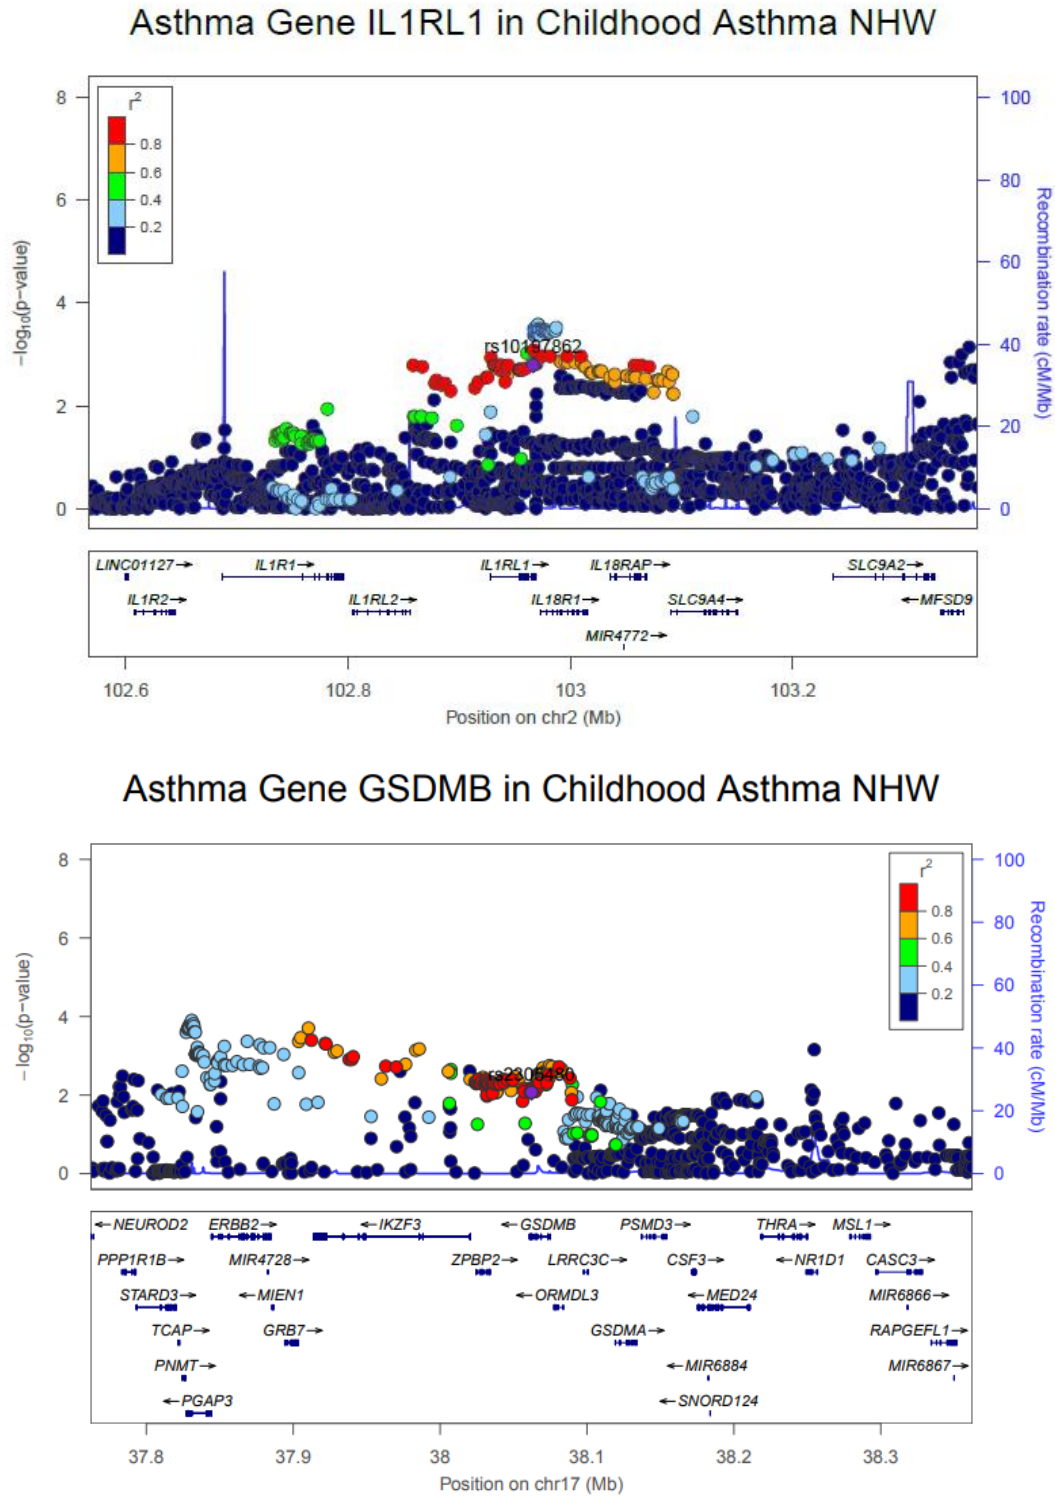 Asthma Gene IL1RL1 in Childhood Asthma NHW
8
6
4
2
0
−log10(p−value)
r2
0.8
0.6
0.4
0.2
rs10197862
100
80
60
40
20
0
Recombination rate (cM/Mb)
LINC01127→ IL1R1→ IL1RL1→ IL18RAP→ SLC9A2→
IL1R2→ IL1RL2→ IL18R1→ SLC9A4→ ←MFSD9
MIR4772→
102.6 102.8 103 103.2
Position on chr2 (Mb)
Asthma Gene GSDMB in Childhood Asthma NHW
8
6
4
2
0
−log10(p−value)
r2
0.8
0.6
0.4
0.2
rs2305480
100
80
60
40
20
0
Recombination rate (cM/Mb)
←NEUROD2 ERBB2→ ←IKZF3 ←GSDMB PSMD3→ THRA→ MSL1→
PPP1R1B→ MIR4728→ ZPBP2→ LRRC3C→ CSF3→ ←NR1D1 CASC3→
STARD3→ ←MIEN1 ←ORMDL3 ←MED24 MIR6866→
TCAP→ GRB7→ GSDMA→ RAPGEFL1→
PNMT→ ←MIR6884 MIR6867→
←PGAP3 ←SNORD124
37.8 37.9 38 38.1 38.2 38.3
Position on chr17 (Mb)